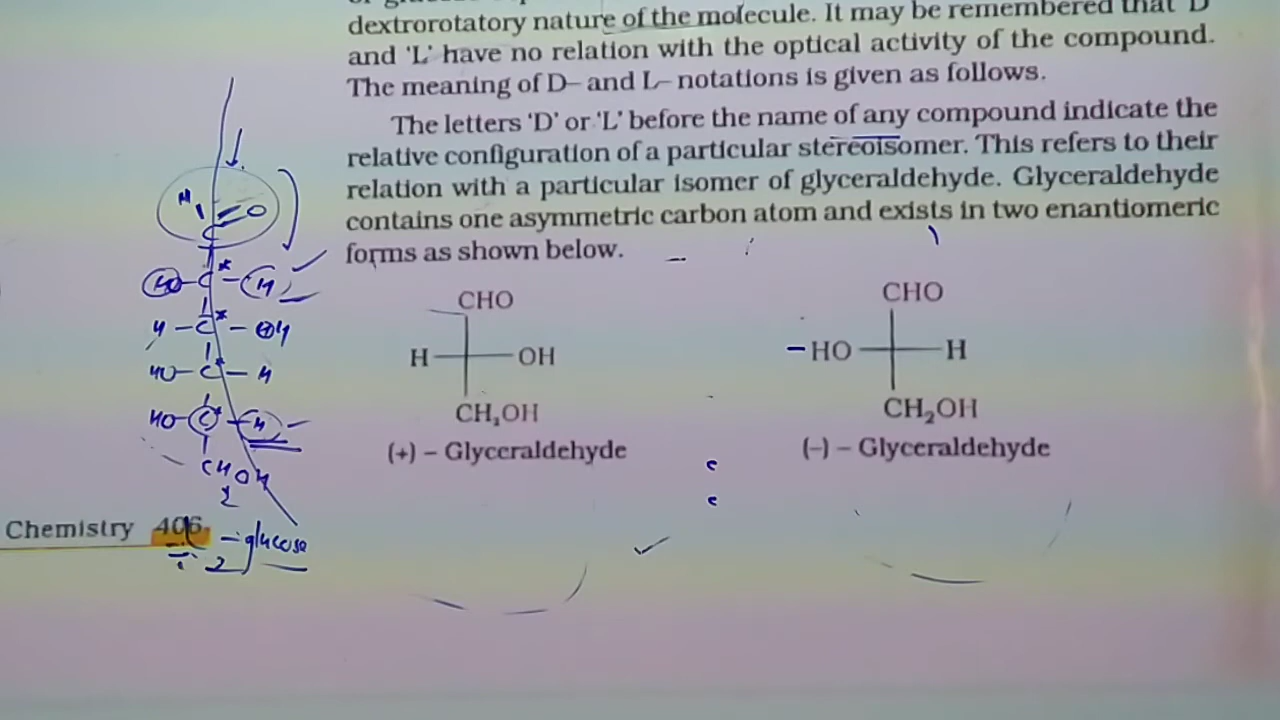 dextrorotatory nature of the molecule. It may be remembered that 'D'
and 'L' have no relation with the optical activity of the compound.
The meaning of D– and L– notations is given as follows.
The letters 'D' or 'L' before the name of any compound indicate the
relative configuration of a particular stereoisomer. This refers to their
relation with a particular isomer of glyceraldehyde. Glyceraldehyde
contains one asymmetric carbon atom and exists in two enantiomeric
forms as shown below.
CHO
H OH
CH₂OH
(+) – Glyceraldehyde
CHO
HO H
CH₂OH
(–) – Glyceraldehyde
H O
C
HO – C* – H
H – C* – OH
HO – C* – H
HO – C* – H
CH₂OH
– glucose
Chemistry 406